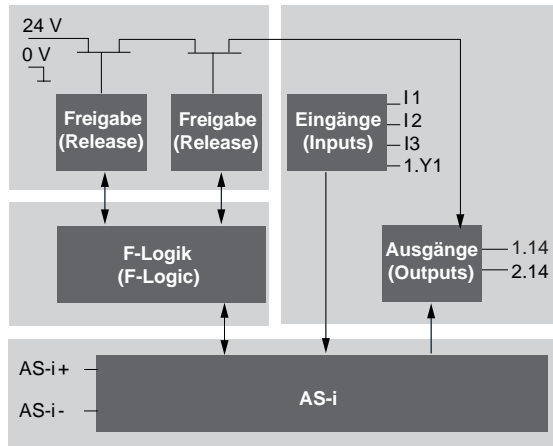 24 V
0 V
Freigabe
(Release)
Freigabe
(Release)
Eingänge
(Inputs)
I1
I2
I3
1.Y1
F-Logik
(F-Logic)
Ausgänge
(Outputs)
1.14
2.14
AS-i+
AS-i-
AS-i